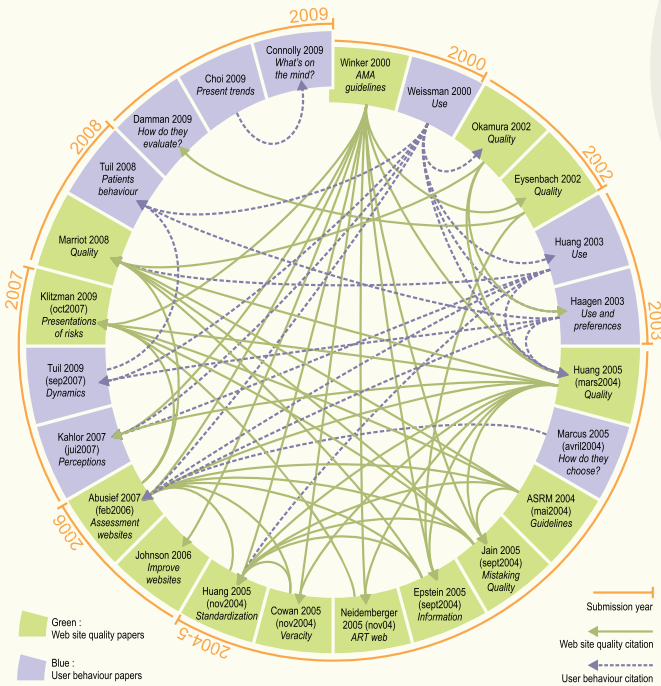 2009
Connolly 2009
What's on
the mind?
Winker 2000
AMA
guidelines
2000
Weissman 2000
Use
Okamura 2002
Quality
2002
Eysenbach 2002
Quality
Huang 2003
Use
Haagen 2003
Use and
preferences
2003
Huang 2005
(mars2004)
Quality
Marcus 2005
(avril2004)
How do they
choose?
ASRM 2004
(mai2004)
Guidelines
Jain 2005
(sept2004)
Mistaking
Quality
Epstein 2005
(sept2004)
Information
Neidemberger
2005 (nov04)
ART web
Cowan 2005
(nov2004)
Veracity
2004-5
Huang 2005
(nov2004)
Standardization
Johnson 2006
Improve
websites
2006
Abusief 2007
(feb2006)
Assessment
websites
Kahlor 2007
(jul2007)
Perceptions
Tuil 2009
(sep2007)
Dynamics
2007
Klitzman 2009
(oct2007)
Presentations
of risks
Marriot 2008
Quality
2008
Tuil 2008
Patients
behaviour
Damman 2009
How do they
evaluate?
Choi 2009
Present trends
Green :
Web site quality papers
Blue :
User behaviour papers
Submission year
Web site quality citation
User behaviour citation